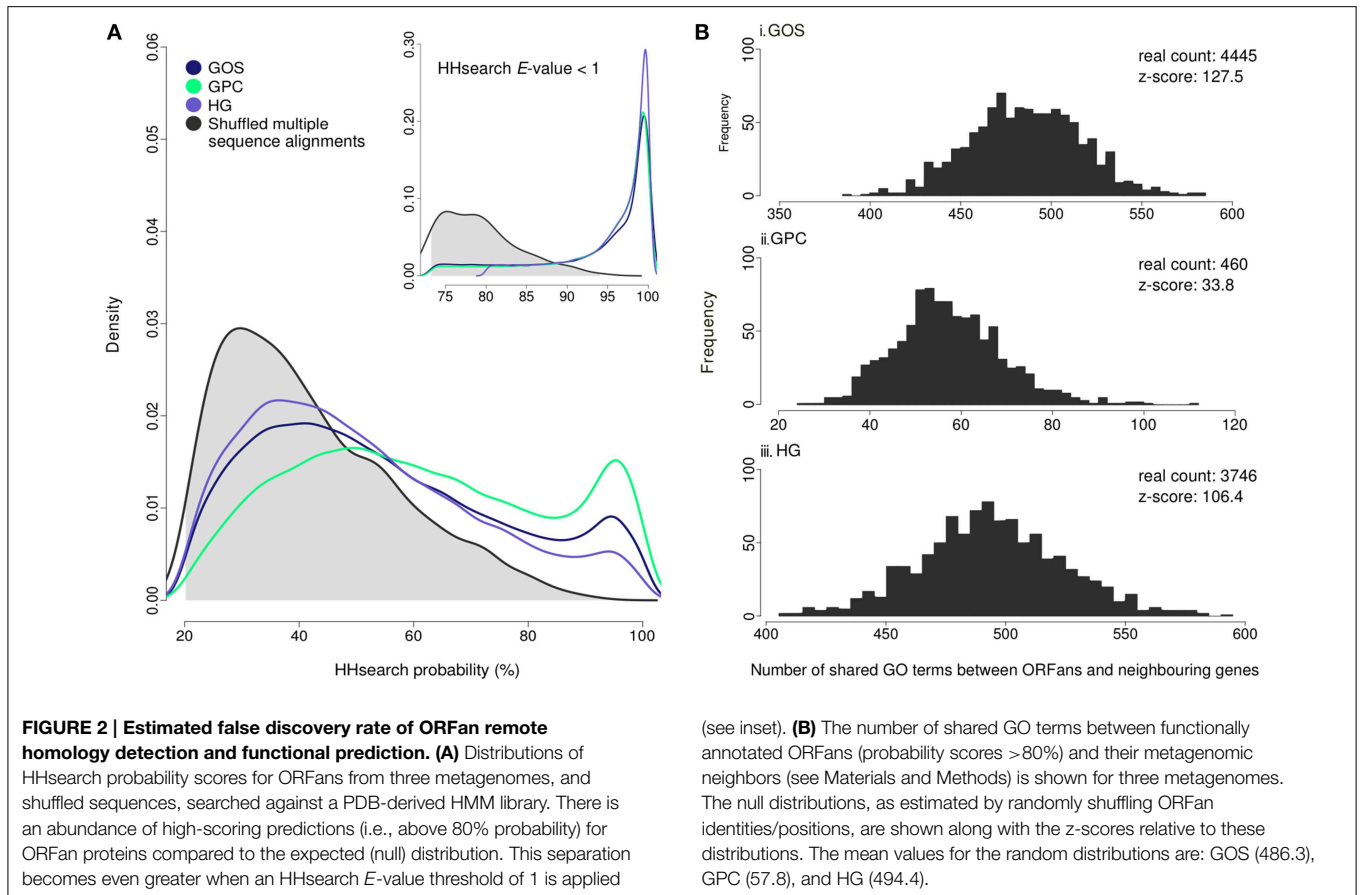 A
0.06
0.05
0.04
0.03
0.02
0.01
0.00
Density
GOS
GPC
HG
Shuffled multiple
sequence alignments
0.30
0.20
0.10
0.00
HHsearch E-value < 1
75 80 85 90 95 100
20 40 60 80 100
HHsearch probability (%)
B
i.GOS
100
50
0
Frequency
real count: 4445
z-score: 127.5
350 400 450 500 550 600
ii.GPC
100
50
0
Frequency
real count: 460
z-score: 33.8
20 40 60 80 100 120
iii. HG
100
50
0
real count: 3746
z-score: 106.4
400 450 500 550 600
Number of shared GO terms between ORFans and neighbouring genes
FIGURE 2 | Estimated false discovery rate of ORFan remote
homology detection and functional prediction. (A) Distributions of
HHsearch probability scores for ORFans from three metagenomes, and
shuffled sequences, searched against a PDB-derived HMM library. There is
an abundance of high-scoring predictions (i.e., above 80% probability) for
ORFan proteins compared to the expected (null) distribution. This separation
becomes even greater when an HHsearch E-value threshold of 1 is applied
(see inset). (B) The number of shared GO terms between functionally
annotated ORFans (probability scores >80%) and their metagenomic
neighbors (see Materials and Methods) is shown for three metagenomes.
The null distributions, as estimated by randomly shuffling ORFan
identities/positions, are shown along with the z-scores relative to these
distributions. The mean values for the random distributions are: GOS (486.3),
GPC (57.8), and HG (494.4).